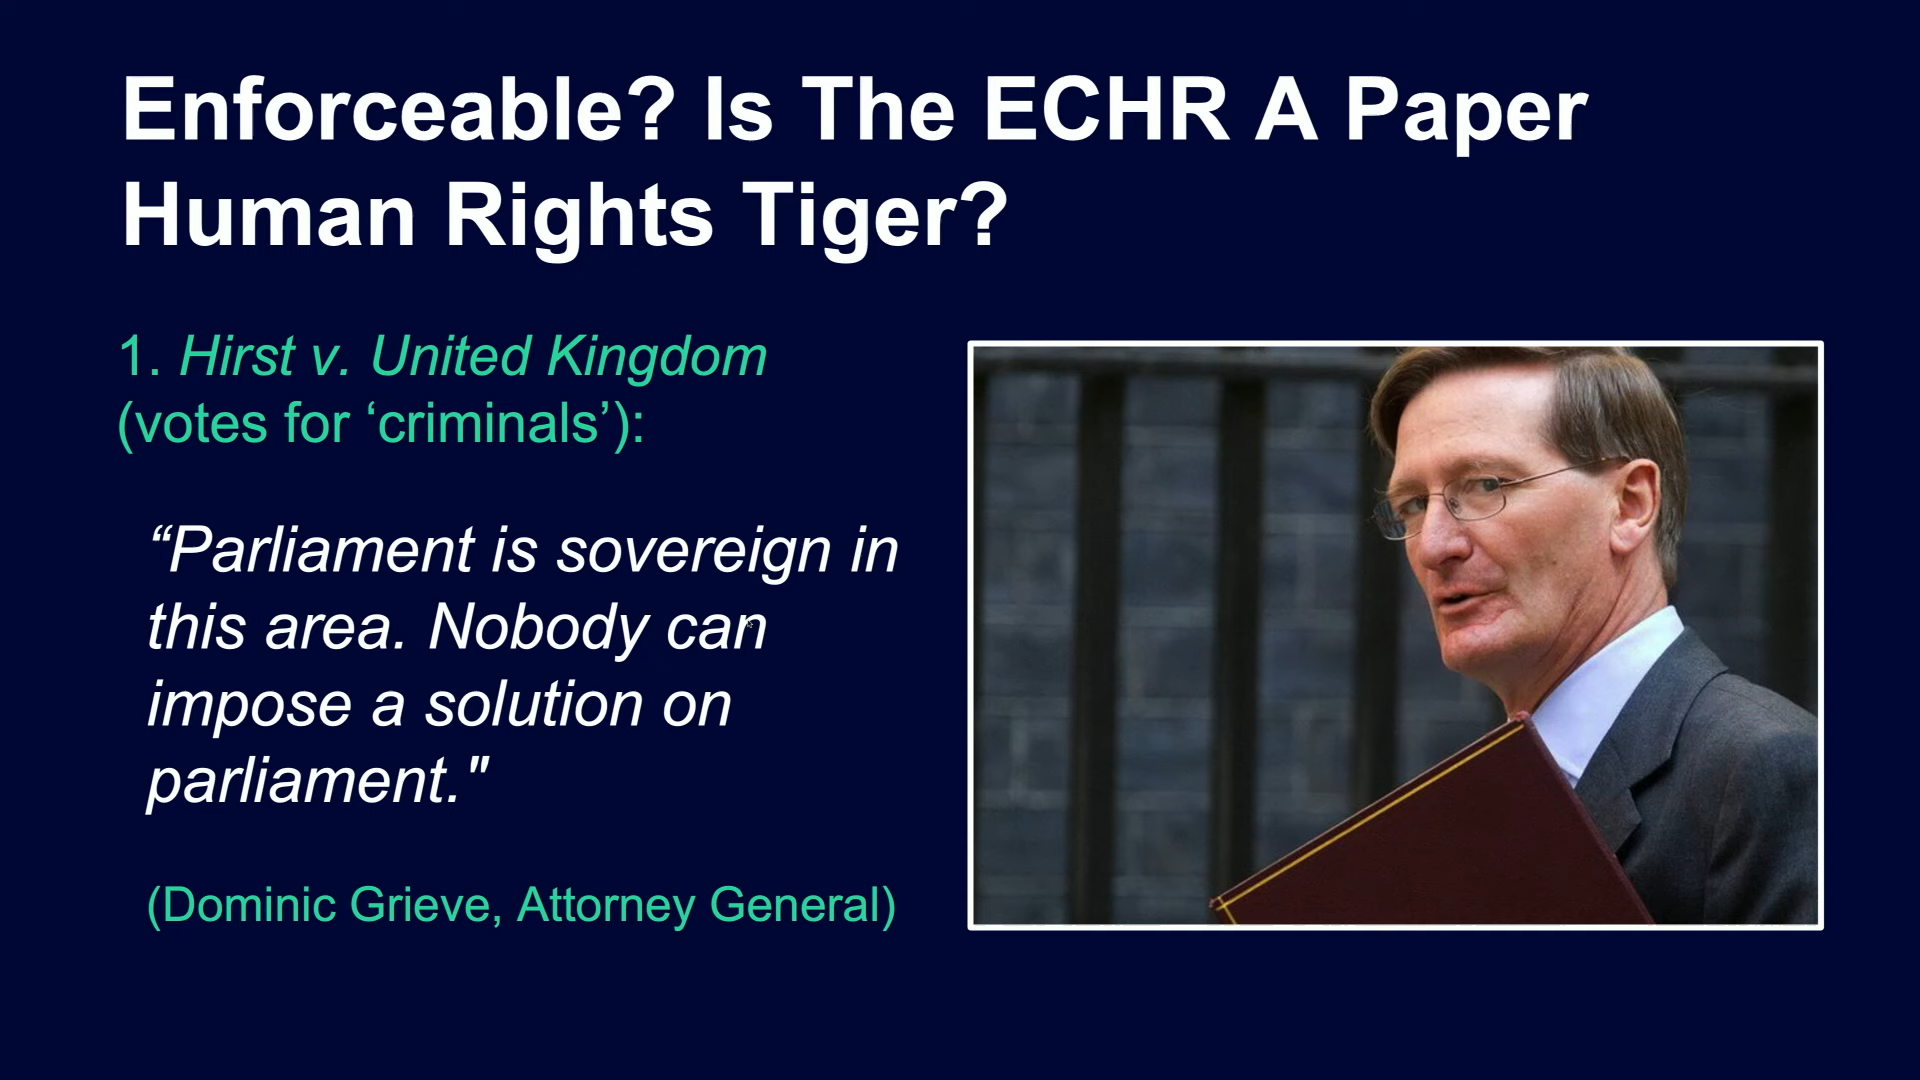 Enforceable? Is The ECHR A Paper
Human Rights Tiger?
1. Hirst v. United Kingdom
(votes for ‘criminals’):
“Parliament is sovereign in
this area. Nobody can
impose a solution on
parliament."
(Dominic Grieve, Attorney General)